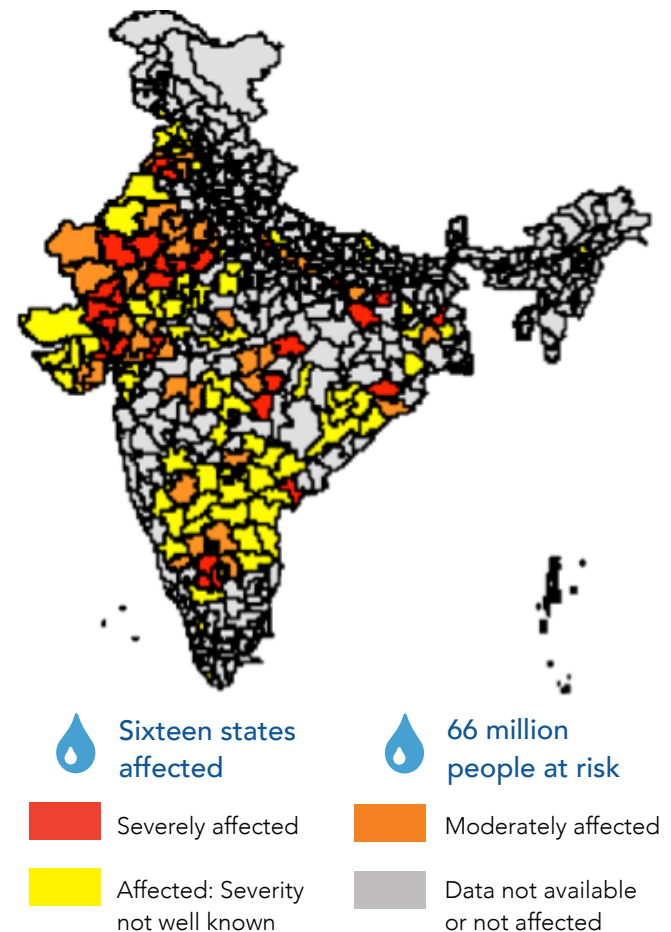 Sixteen states
affected
66 million
people at risk
Severely affected
Moderately affected
Affected: Severity
not well known
Data not available
or not affected